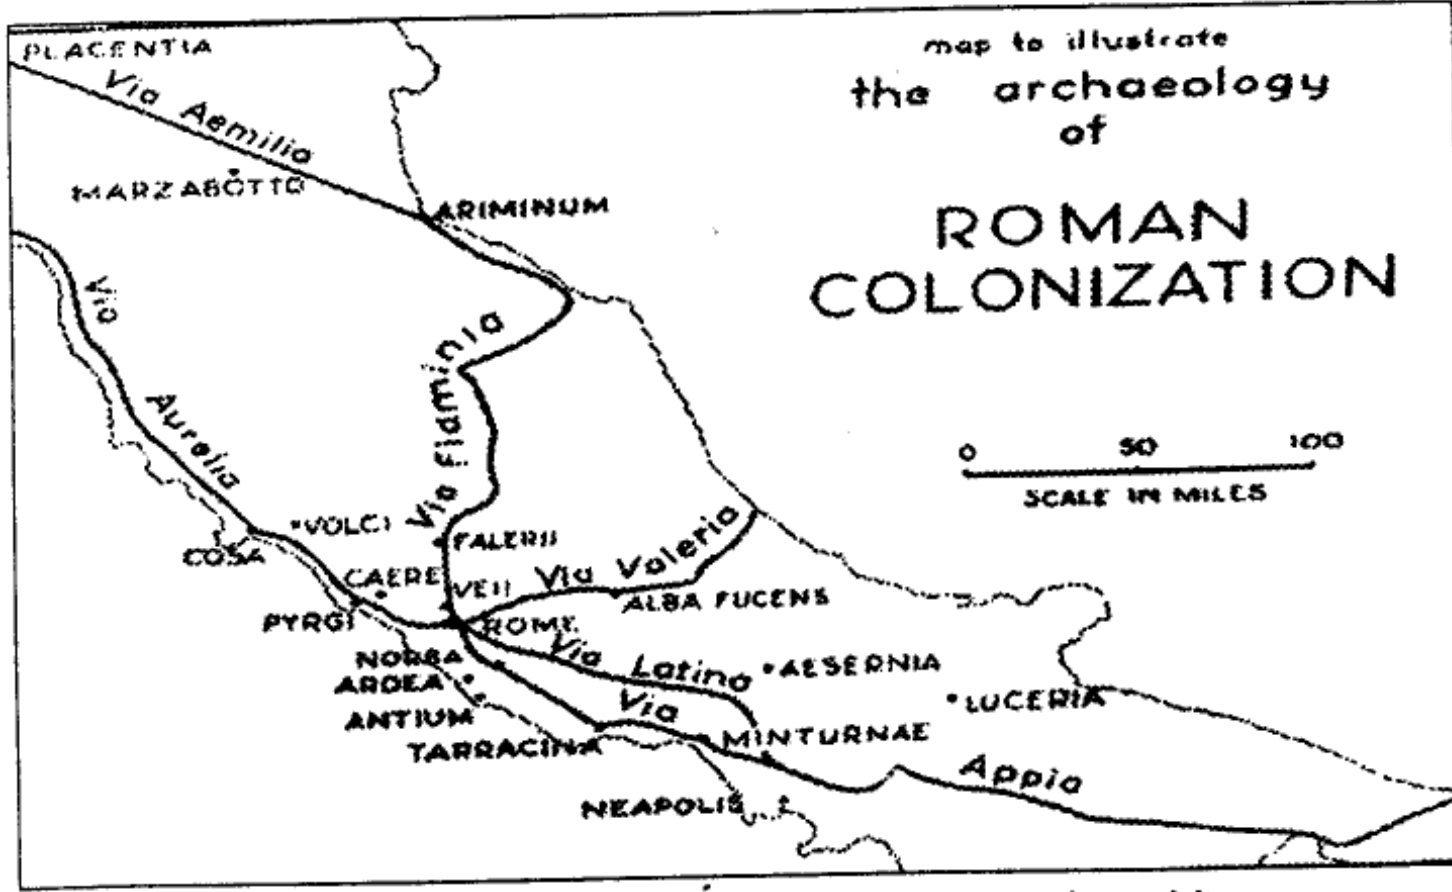 map to illustrate
the archaeology
of
ROMAN
COLONIZATION
0 50 100
SCALE IN MILES
PLACENTIA
Via Aemilia
MARZABOTTO
ARIMINUM
Via Aurelia
Via Flaminia
VOLCI
COSA
FALERII
CAERE
VEII
PYRGI
ROME
Via Valeria
ALBA FUCENS
NORBA
ARDEA
ANTIUM
TARRACINA
Via Latina
AESERNIA
LUCERIA
Via Appia
MINTURNAE
NEAPOLIS